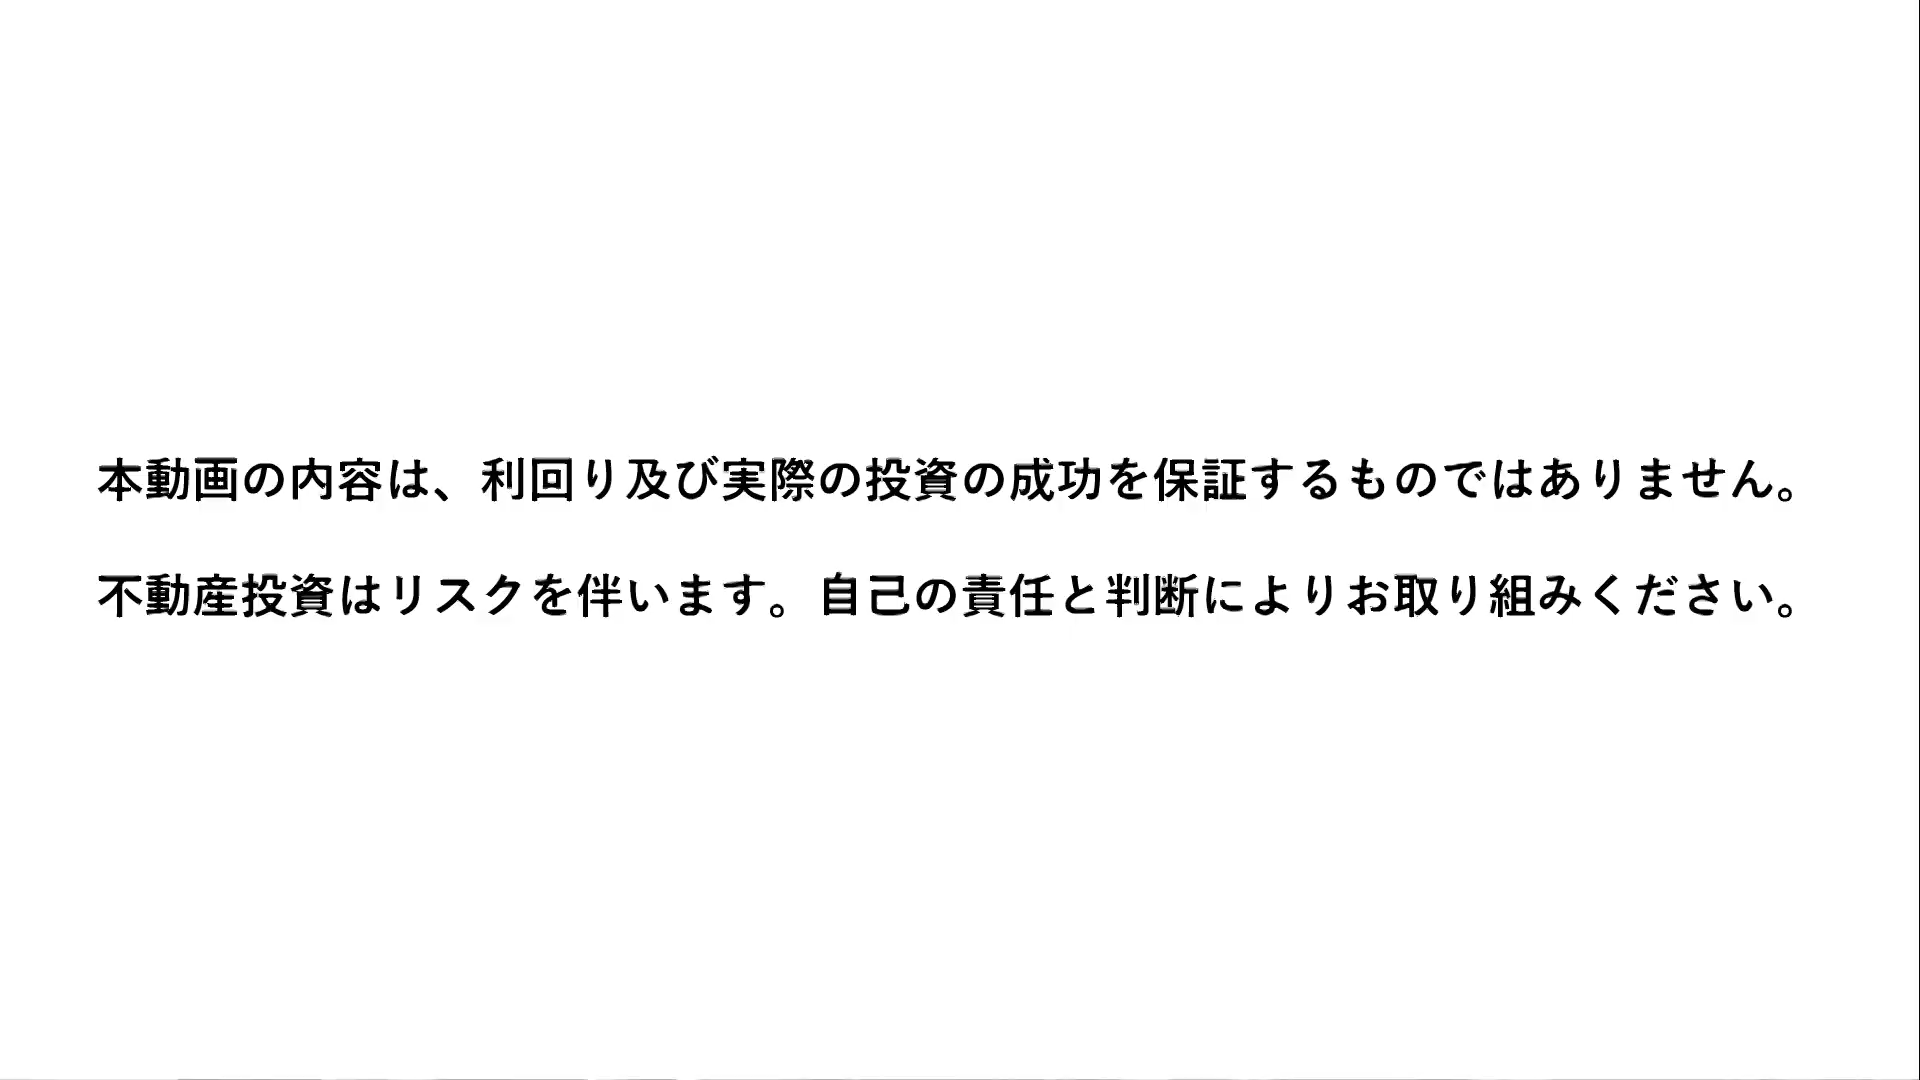 本動画の内容は、利回り及び実際の投資の成功を保証するものではありません。
不動産投資はリスクを伴います。自己の責任と判断によりお取り組みください。